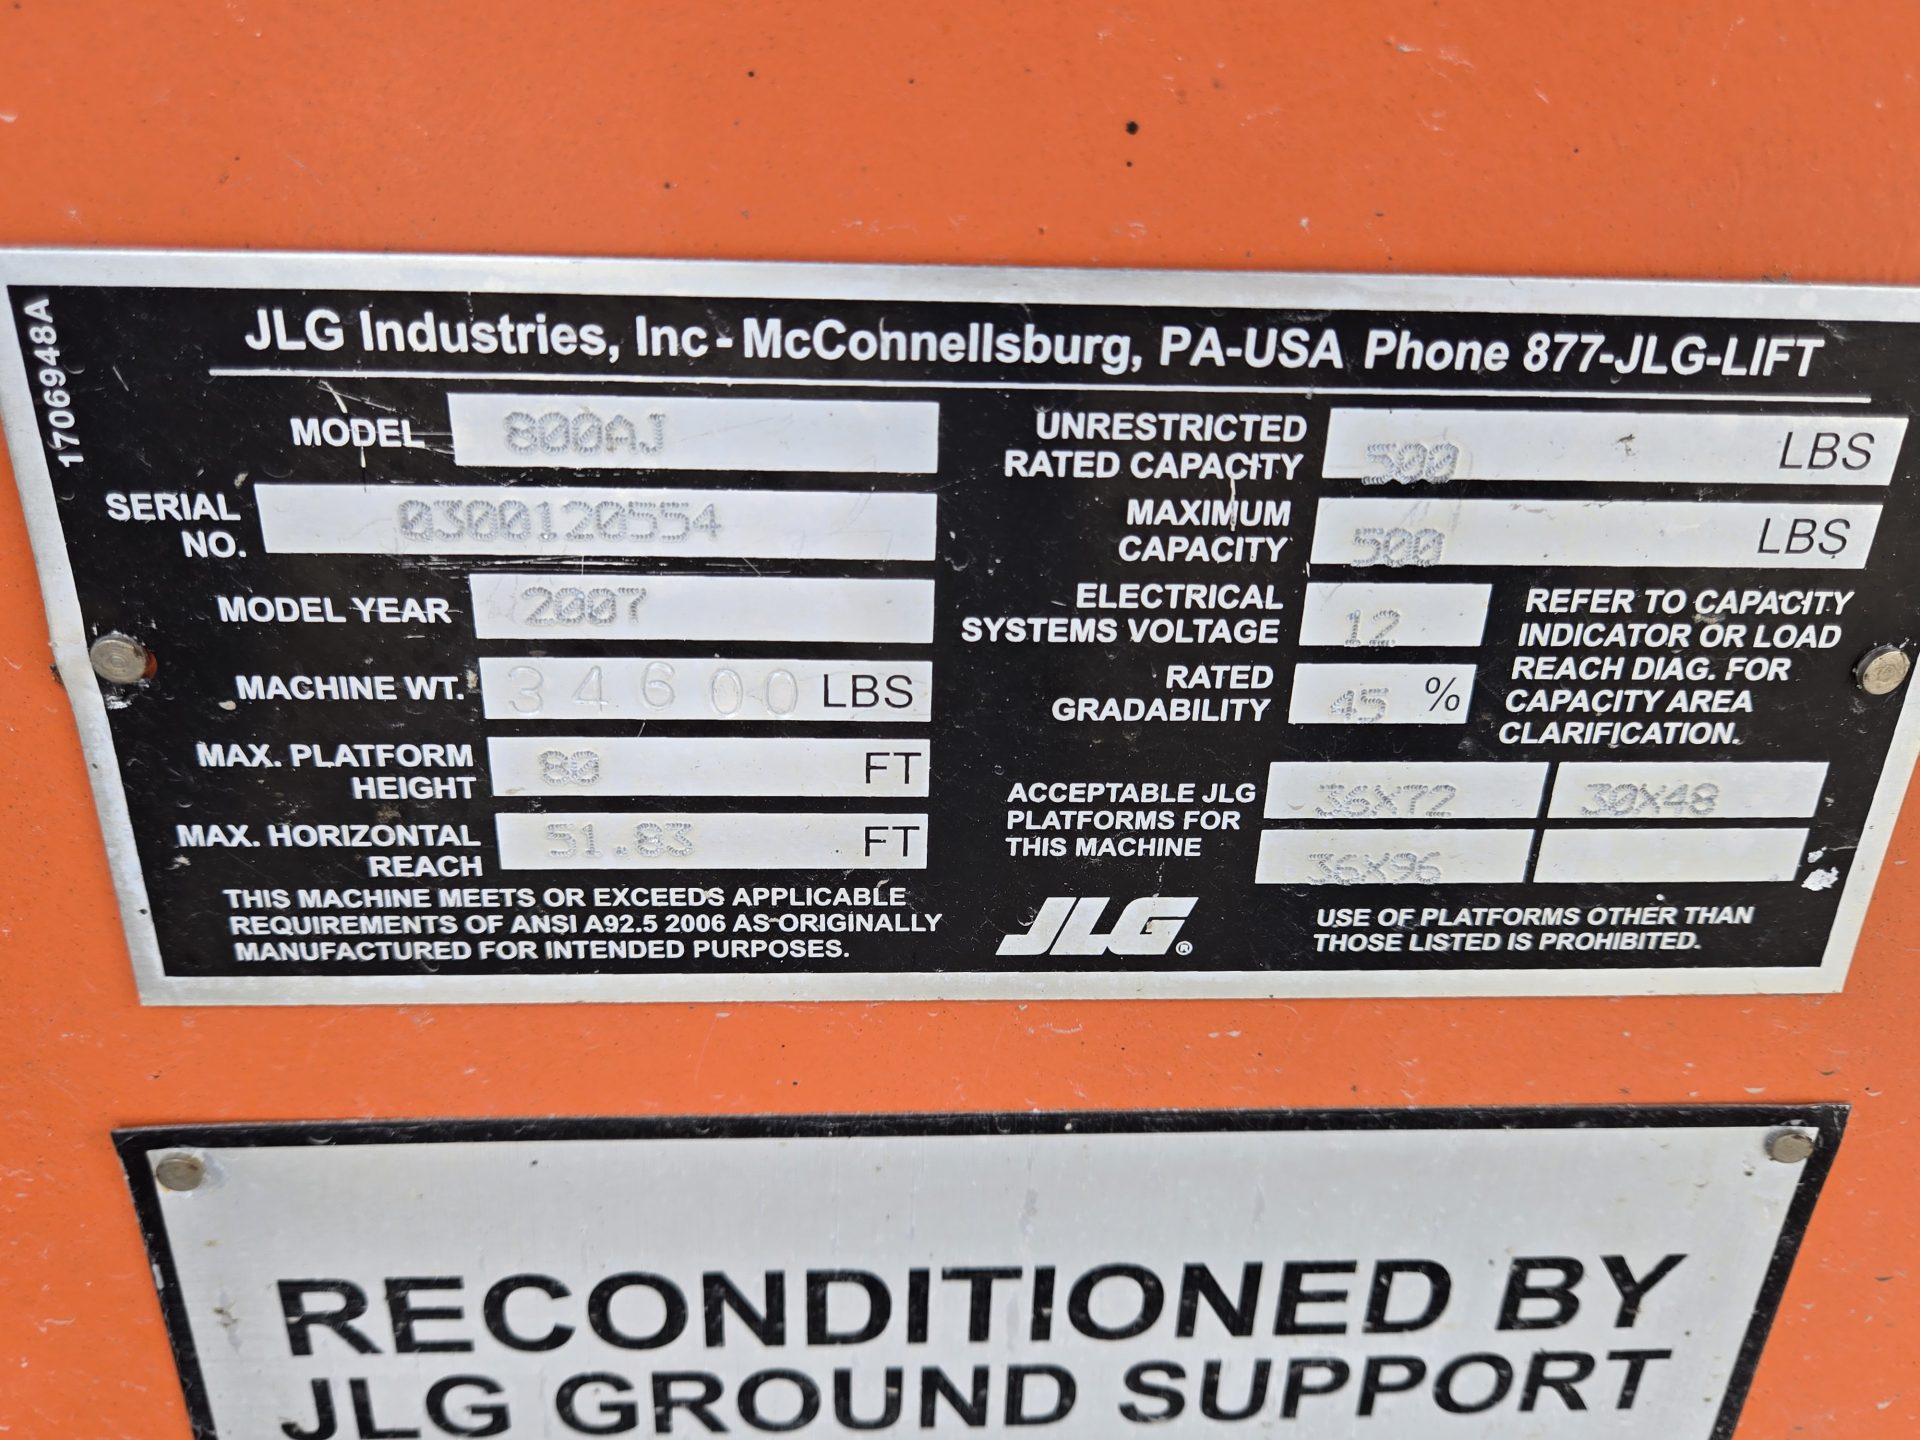 17069948A
JLG Industries, Inc - McConnellsburg, PA-USA Phone 877-JLG-LIFT
MODEL 800AJ
SERIAL NO. 0300120554
MODEL YEAR 2007
MACHINE WT. 34600 LBS
MAX. PLATFORM HEIGHT 80 FT
MAX. HORIZONTAL REACH 51.83 FT
THIS MACHINE MEETS OR EXCEEDS APPLICABLE
REQUIREMENTS OF ANSI A92.5 2006 AS ORIGINALLY
MANUFACTURED FOR INTENDED PURPOSES.
UNRESTRICTED RATED CAPACITY 500 LBS
MAXIMUM CAPACITY 500 LBS
ELECTRICAL SYSTEMS VOLTAGE 12
RATED GRADABILITY 45 %
REFER TO CAPACITY
INDICATOR OR LOAD
REACH DIAG. FOR
CAPACITY AREA
CLARIFICATION.
ACCEPTABLE JLG
PLATFORMS FOR
THIS MACHINE
36X72 30X48
36X96
JLG®
USE OF PLATFORMS OTHER THAN
THOSE LISTED IS PROHIBITED.
RECONDITIONED BY
JLG GROUND SUPPORT